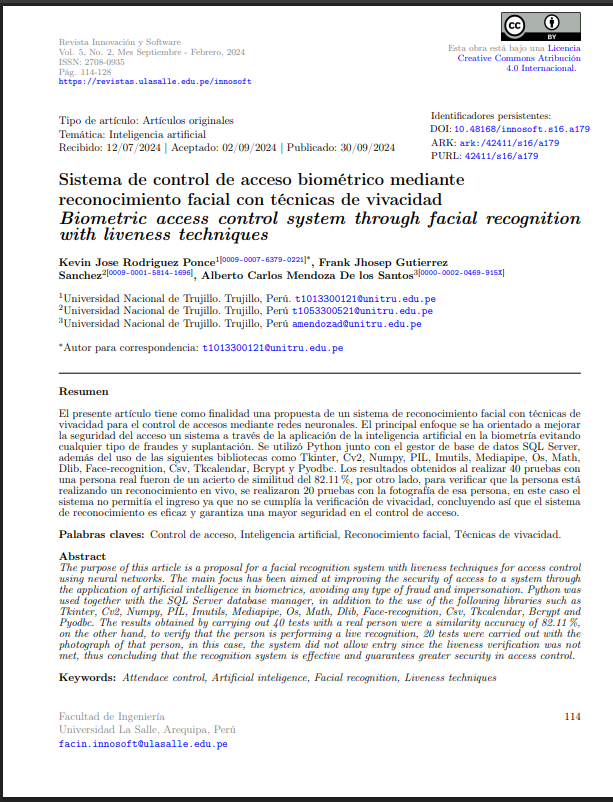 cc
BY
Revista Innovación y Software
Vol. 5, No. 2, Mes Septiembre - Febrero, 2024
ISSN: 2708-0935
Pág. 114-128
https://revistas.ulasalle.edu.pe/innosoft
Esta obra está bajo una Licencia
Creative Commons Atribución
4.0 Internacional.
Tipo de artículo: Artículos originales
Temática: Inteligencia artificial
Recibido: 12/07/2024 | Aceptado: 02/09/2024 | Publicado: 30/09/2024
Identificadores persistentes:
DOI: 10.48168/innosoft.s16.a179
ARK: ark:/42411/s16/a179
PURL: 42411/s16/a179
Sistema de control de acceso biométrico mediante
reconocimiento facial con técnicas de vivacidad
Biometric access control system through facial recognition
with liveness techniques
Kevin Jose Rodriguez Ponce1[0009-0007-6379-0221]*, Frank Jhosep Gutierrez
Sanchez2[0009-0001-5814-1696], Alberto Carlos Mendoza De los Santos3[0000-0002-0469-915X]
1Universidad Nacional de Trujillo. Trujillo, Perú. t1013300121@unitru.edu.pe
2Universidad Nacional de Trujillo. Trujillo, Perú t1053300521@unitru.edu.pe
3Universidad Nacional de Trujillo. Trujillo, Perú amendozad@unitru.edu.pe
*Autor para correspondencia: t1013300121@unitru.edu.pe
Resumen
El presente artículo tiene como finalidad una propuesta de un sistema de reconocimiento facial con técnicas de
vivacidad para el control de accesos mediante redes neuronales. El principal enfoque se ha orientado a mejorar
la seguridad del acceso un sistema a través de la aplicación de la inteligencia artificial en la biometría evitando
cualquier tipo de fraudes y suplantación. Se utilizó Python junto con el gestor de base de datos SQL Server,
además del uso de las siguientes bibliotecas como Tkinter, Cv2, Numpy, PIL, Imutils, Mediapipe, Os, Math,
Dlib, Face-recognition, Csv, Tkcalendar, Bcrypt y Pyodbc. Los resultados obtenidos al realizar 40 pruebas con
una persona real fueron de un acierto de similitud del 82.11 %, por otro lado, para verificar que la persona está
realizando un reconocimiento en vivo, se realizaron 20 pruebas con la fotografía de esa persona, en este caso el
sistema no permitía el ingreso ya que no se cumplía la verificación de vivacidad, concluyendo así que el sistema
de reconocimiento es eficaz y garantiza una mayor seguridad en el control de acceso.
Palabras claves: Control de acceso, Inteligencia artificial, Reconocimiento facial, Técnicas de vivacidad.
Abstract
The purpose of this article is a proposal for a facial recognition system with liveness techniques for access control
using neural networks. The main focus has been aimed at improving the security of access to a system through
the application of artificial intelligence in biometrics, avoiding any type of fraud and impersonation. Python was
used together with the SQL Server database manager, in addition to the use of the following libraries such as
Tkinter, Cv2, Numpy, PIL, Imutils, Mediapipe, Os, Math, Dlib, Face-recognition, Csv, Tkcalendar, Bcrypt and
Pyodbc. The results obtained by carrying out 40 tests with a real person were a similarity accuracy of 82.11 %,
on the other hand, to verify that the person is performing a live recognition, 20 tests were carried out with the
photograph of that person, in this case, the system did not allow entry since the liveness verification was not
met, thus concluding that the recognition system is effective and guarantees greater security in access control.
Keywords: Attendace control, Artificial inteligence, Facial recognition, Liveness techniques
Facultad de Ingeniería
Universidad La Salle, Arequipa, Perú
facin.innosoft@ulasalle.edu.pe
114